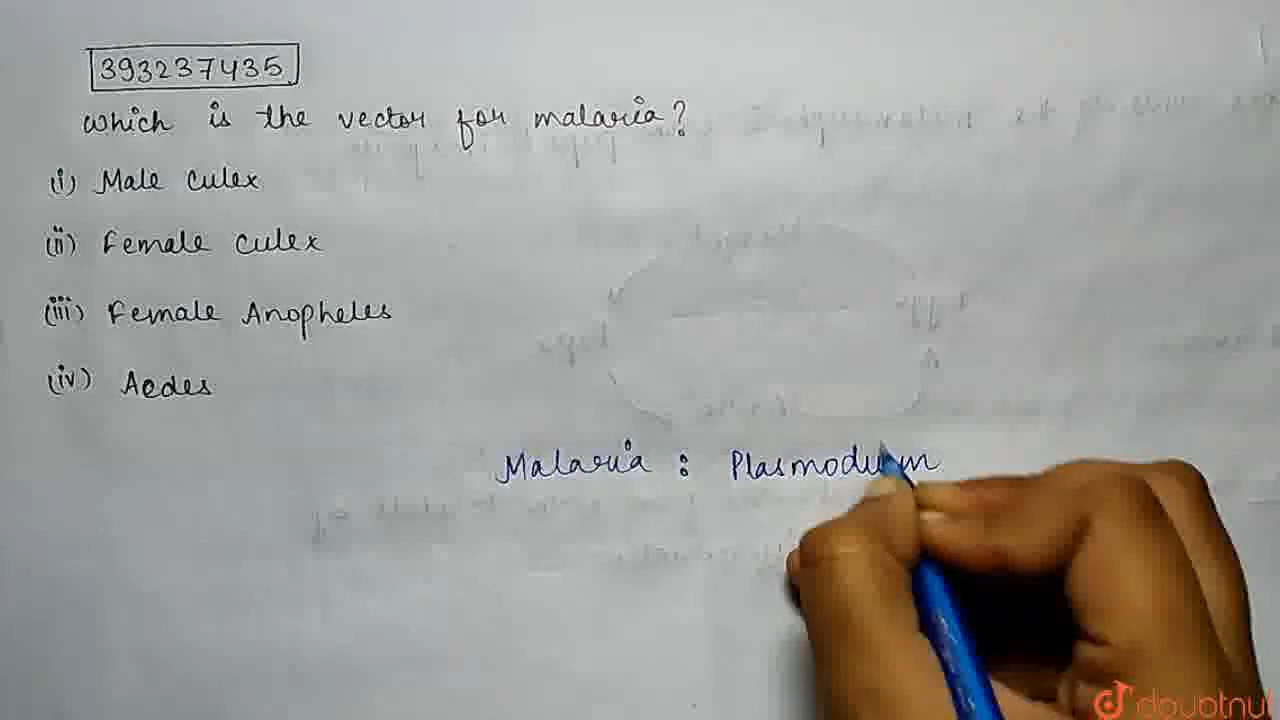 393237435
Which is the vector for malaria?
(i) Male Culex
(ii) Female Culex
(iii) Female Anopheles
(iv) Aedes
Malaria : Plasmodium
doubtnut